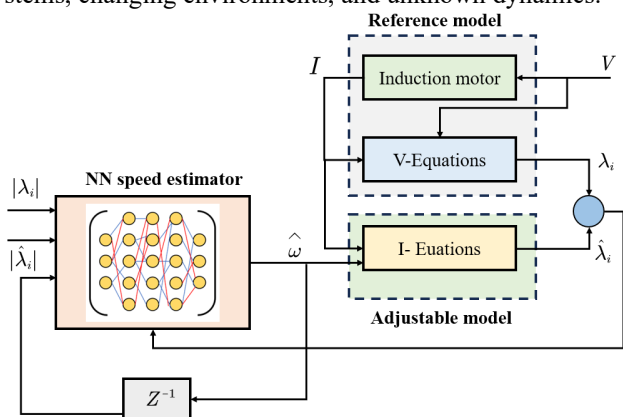 stems, changing environments, and unknown dynamics.
Reference model
I
V
Induction motor
V-Equations
λᵢ
NN speed estimator
|λᵢ|
|λ̂ᵢ|
ω̂
I- Euations
λ̂ᵢ
Adjustable model
Z⁻¹